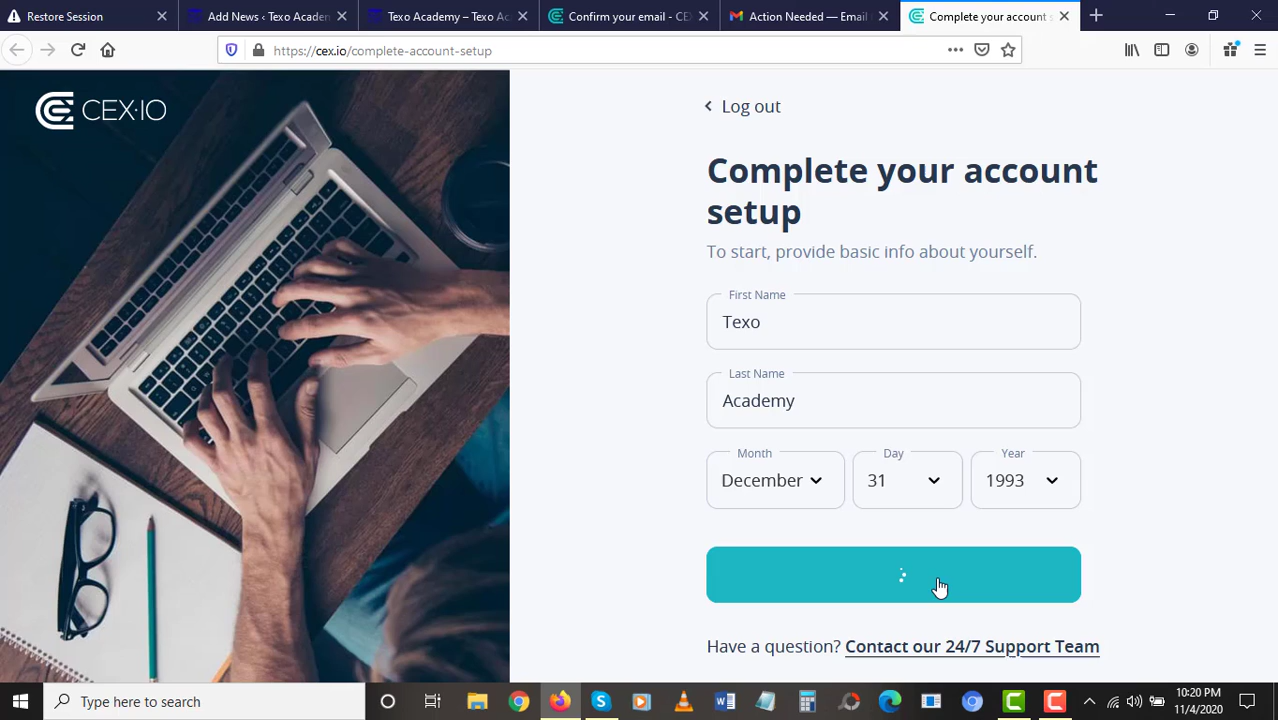 Restore Session
Add News ‹ Texo Academ
Texo Academy – Texo Ac
Confirm your email - CEX
Action Needed — Email
Complete your account s
https://cex.io/complete-account-setup
CEX·IO
Log out
Complete your account
setup
To start, provide basic info about yourself.
First Name
Texo
Last Name
Academy
Month
Day
Year
December
31
1993
Have a question? Contact our 24/7 Support Team
Type here to search
10:20 PM
11/4/2020